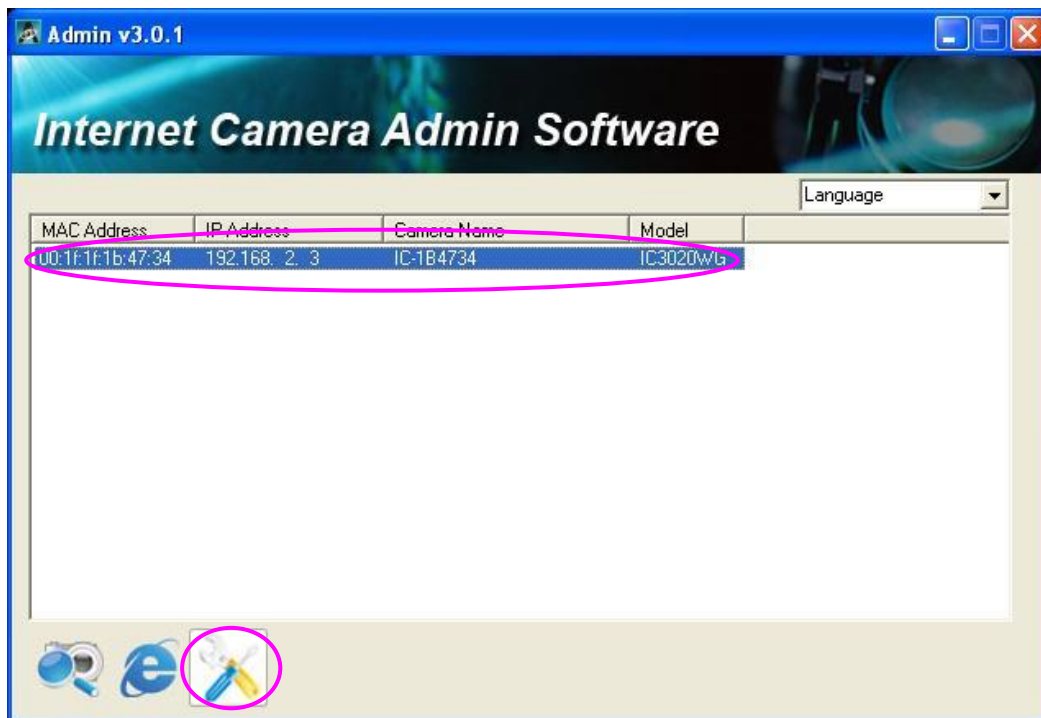 Admin v3.0.1
Internet Camera Admin Software
Language
MAC Address IP Address Camera Name Model
00:1f:1f:1b:47:34 192.168. 2. 3 IC-1B4734 IC3020WG